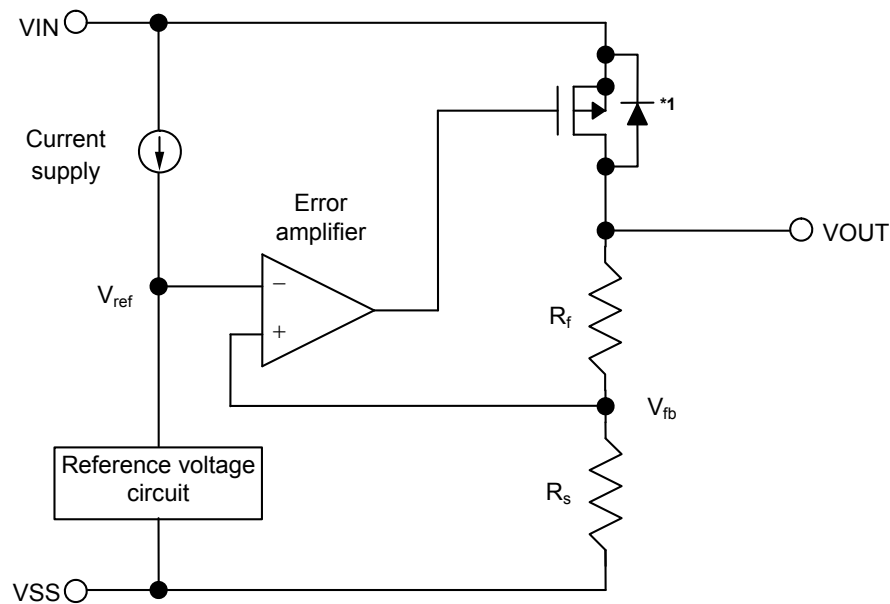 VIN
*1
Current
supply
Error
amplifier
VOUT
Vref
−
+
Rf
Vfb
Reference voltage
circuit
Rs
VSS